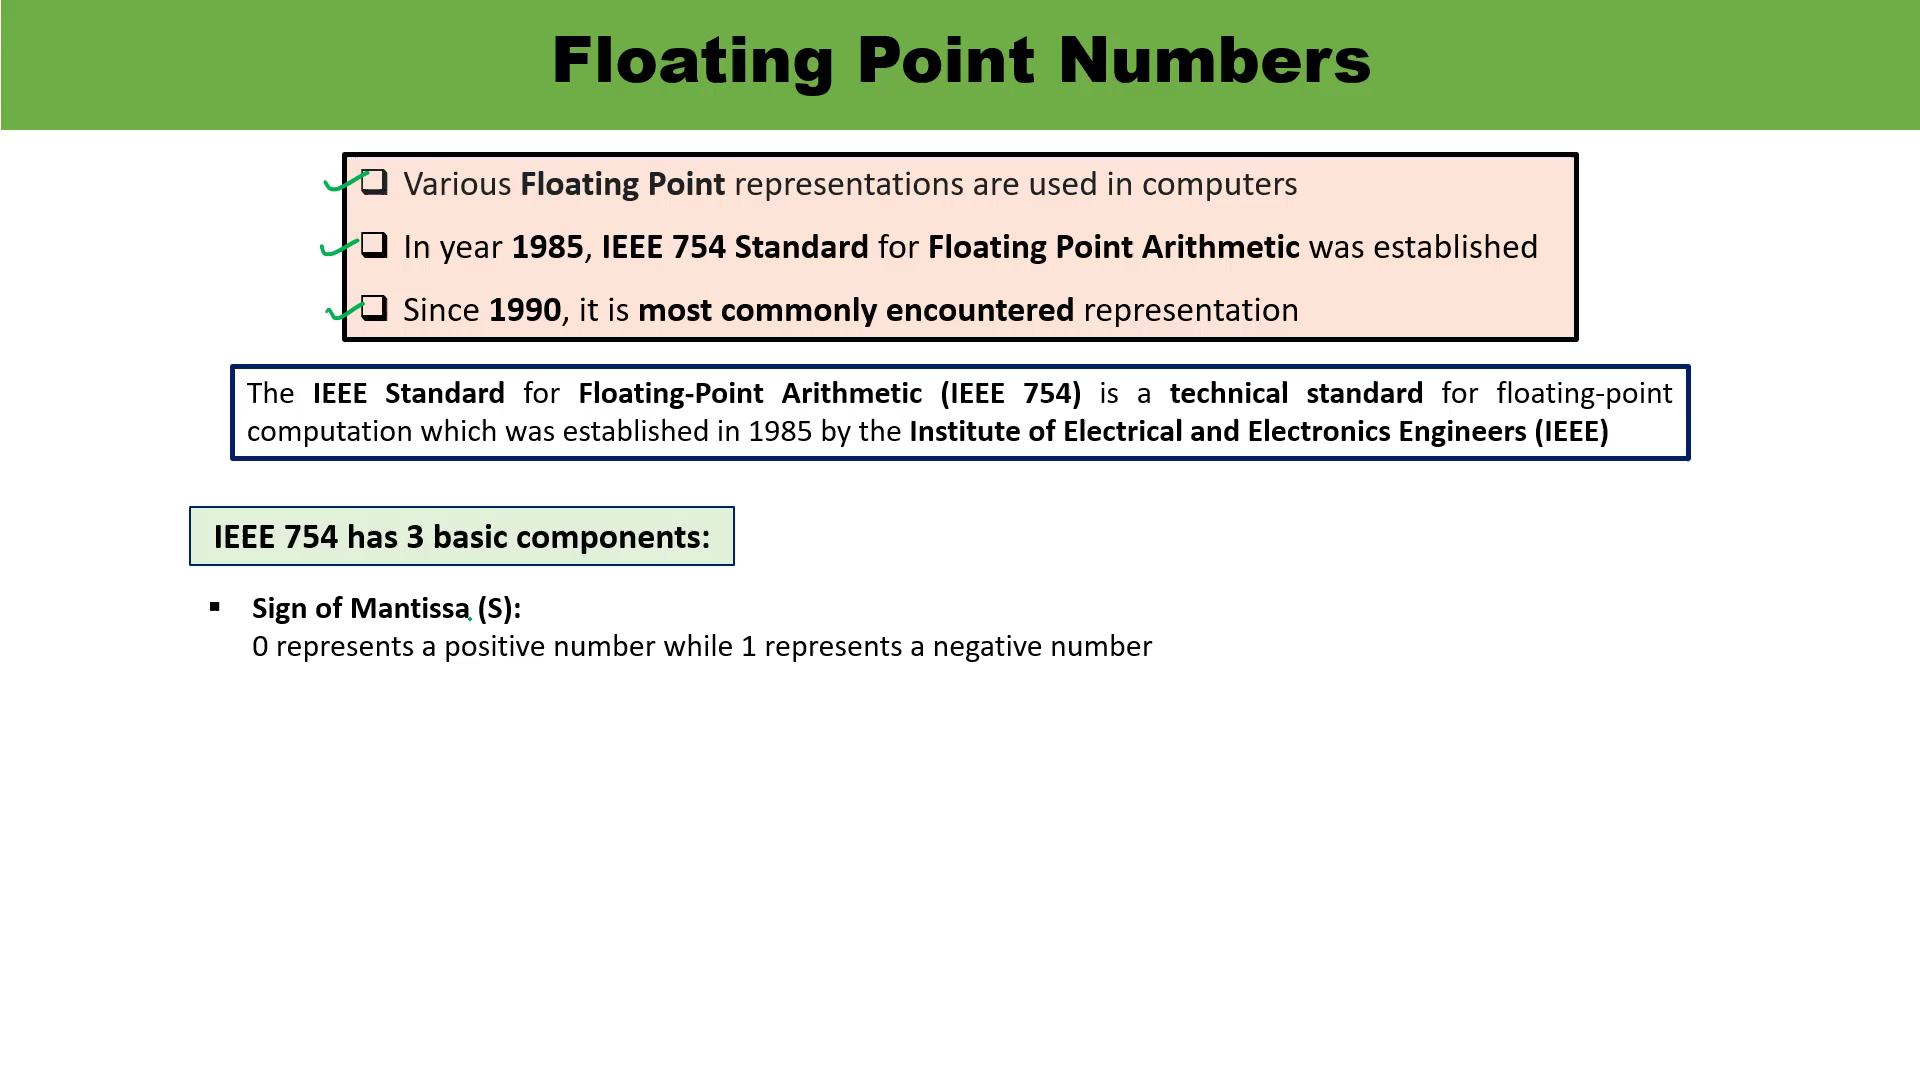 Floating Point Numbers
Various Floating Point representations are used in computers
In year 1985, IEEE 754 Standard for Floating Point Arithmetic was established
Since 1990, it is most commonly encountered representation
The IEEE Standard for Floating-Point Arithmetic (IEEE 754) is a technical standard for floating-point
computation which was established in 1985 by the Institute of Electrical and Electronics Engineers (IEEE)
IEEE 754 has 3 basic components:
Sign of Mantissa (S):
0 represents a positive number while 1 represents a negative number